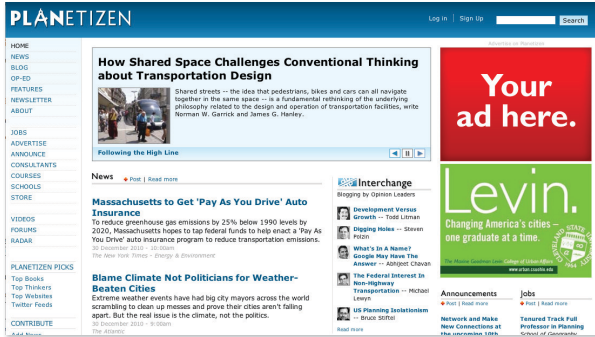 PLANETIZEN
Log in | Sign Up
Search
HOME
NEWS
BLOG
OP-ED
FEATURES
NEWSLETTER
ABOUT
JOBS
ADVERTISE
ANNOUNCE
CONSULTANTS
COURSES
SCHOOLS
STORE
VIDEOS
FORUMS
RADAR
PLANETIZEN PICKS
Top Books
Top Thinkers
Top Websites
Twitter Feeds
CONTRIBUTE
Add News
How Shared Space Challenges Conventional Thinking
about Transportation Design
Shared streets -- the idea that pedestrians, bikes and cars can all navigate
together in the same space -- is a fundamental rethinking of the underlying
philosophy related to the design and operation of transportation facilities, write
Norman W. Garrick and James G. Hanley.
Following the High Line
News
Post | Read more
Massachusetts to Get 'Pay As You Drive' Auto
Insurance
To reduce greenhouse gas emissions by 25% below 1990 levels by
2020, Massachusetts hopes to tap federal funds to help enact a 'Pay As
You Drive' auto insurance program to reduce transportation emissions.
30 December 2010 - 10:00am
The New York Times - Energy & Environment
Blame Climate Not Politicians for Weather-
Beaten Cities
Extreme weather events have had big city mayors across the world
scrambling to clean up messes and prove their cities aren't falling
apart. But the real issue is the climate, not the politics.
30 December 2010 - 9:00am
The Atlantic
Interchange
Blogging by Opinion Leaders
Development Versus
Growth -- Todd Litman
Digging Holes -- Steven
Polzin
What's In A Name?
Google May Have The
Answer -- Abhijeet Chavan
The Federal Interest In
Non-Highway
Transportation -- Michael
Lewyn
US Planning Isolationism
-- Bruce Stiftel
Read more
Advertise on Planetizen
Your
ad here.
Levin.
Changing America's cities –
one graduate at a time.
The Maxine Goodman Levin College of Urban Affairs
www.urban.csuohio.edu
CLEVELAND STATE
1964
Announcements
Post | Read more
Network and Make
New Connections at
the upcoming 10th
Jobs
Post | Read more
Tenured Track Full
Professor in Planning
School of Geography